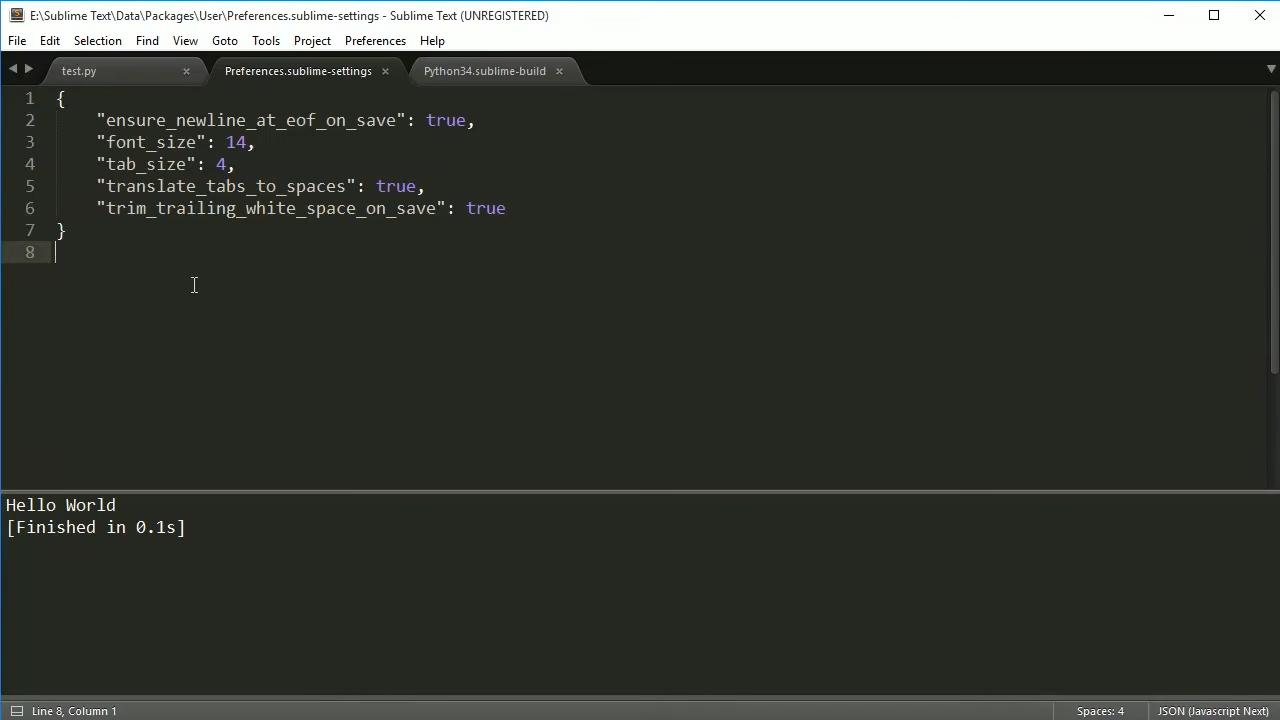 E:\Sublime Text\Data\Packages\User\Preferences.sublime-settings - Sublime Text (UNREGISTERED)
File Edit Selection Find View Goto Tools Project Preferences Help
test.py Preferences.sublime-settings Python34.sublime-build
1 {
2     "ensure_newline_at_eof_on_save": true,
3     "font_size": 14,
4     "tab_size": 4,
5     "translate_tabs_to_spaces": true,
6     "trim_trailing_white_space_on_save": true
7 }
8
Hello World
[Finished in 0.1s]
Line 8, Column 1 Spaces: 4 JSON (Javascript Next)